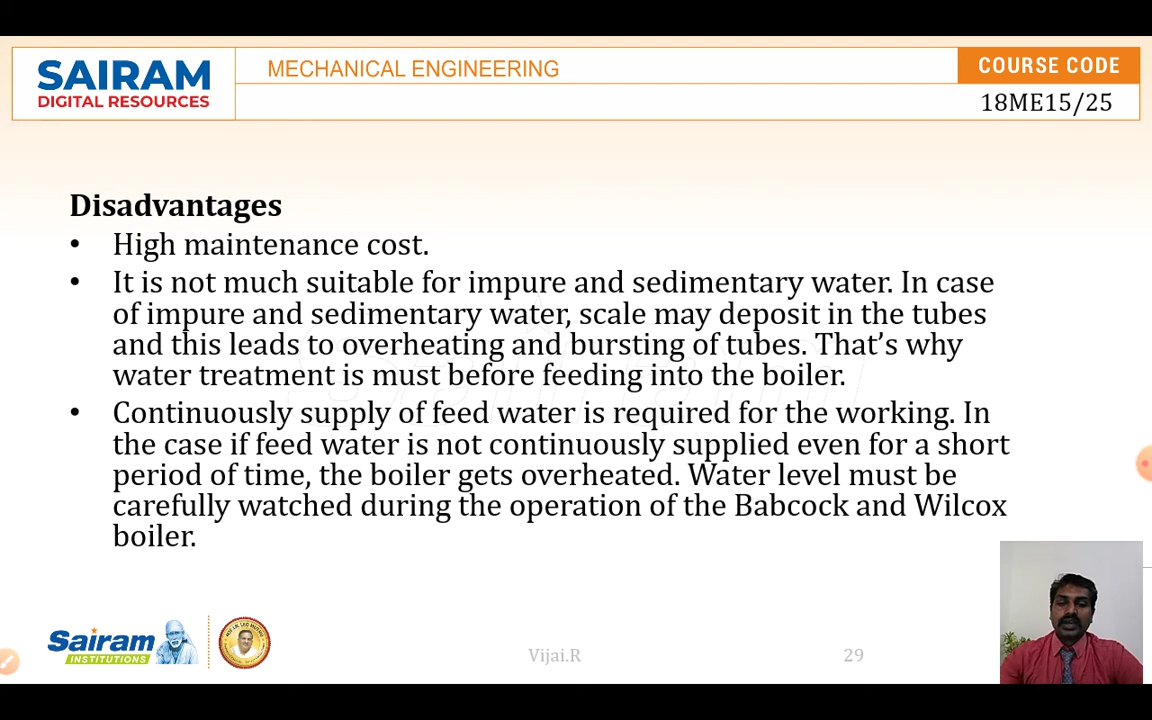 SAIRAM
DIGITAL RESOURCES
MECHANICAL ENGINEERING
COURSE CODE
18ME15/25
Disadvantages
• High maintenance cost.
• It is not much suitable for impure and sedimentary water. In case
of impure and sedimentary water, scale may deposit in the tubes
and this leads to overheating and bursting of tubes. That’s why
water treatment is must before feeding into the boiler.
• Continuously supply of feed water is required for the working. In
the case if feed water is not continuously supplied even for a short
period of time, the boiler gets overheated. Water level must be
carefully watched during the operation of the Babcock and Wilcox
boiler.
Sairam
INSTITUTIONS
Vijai.R
29